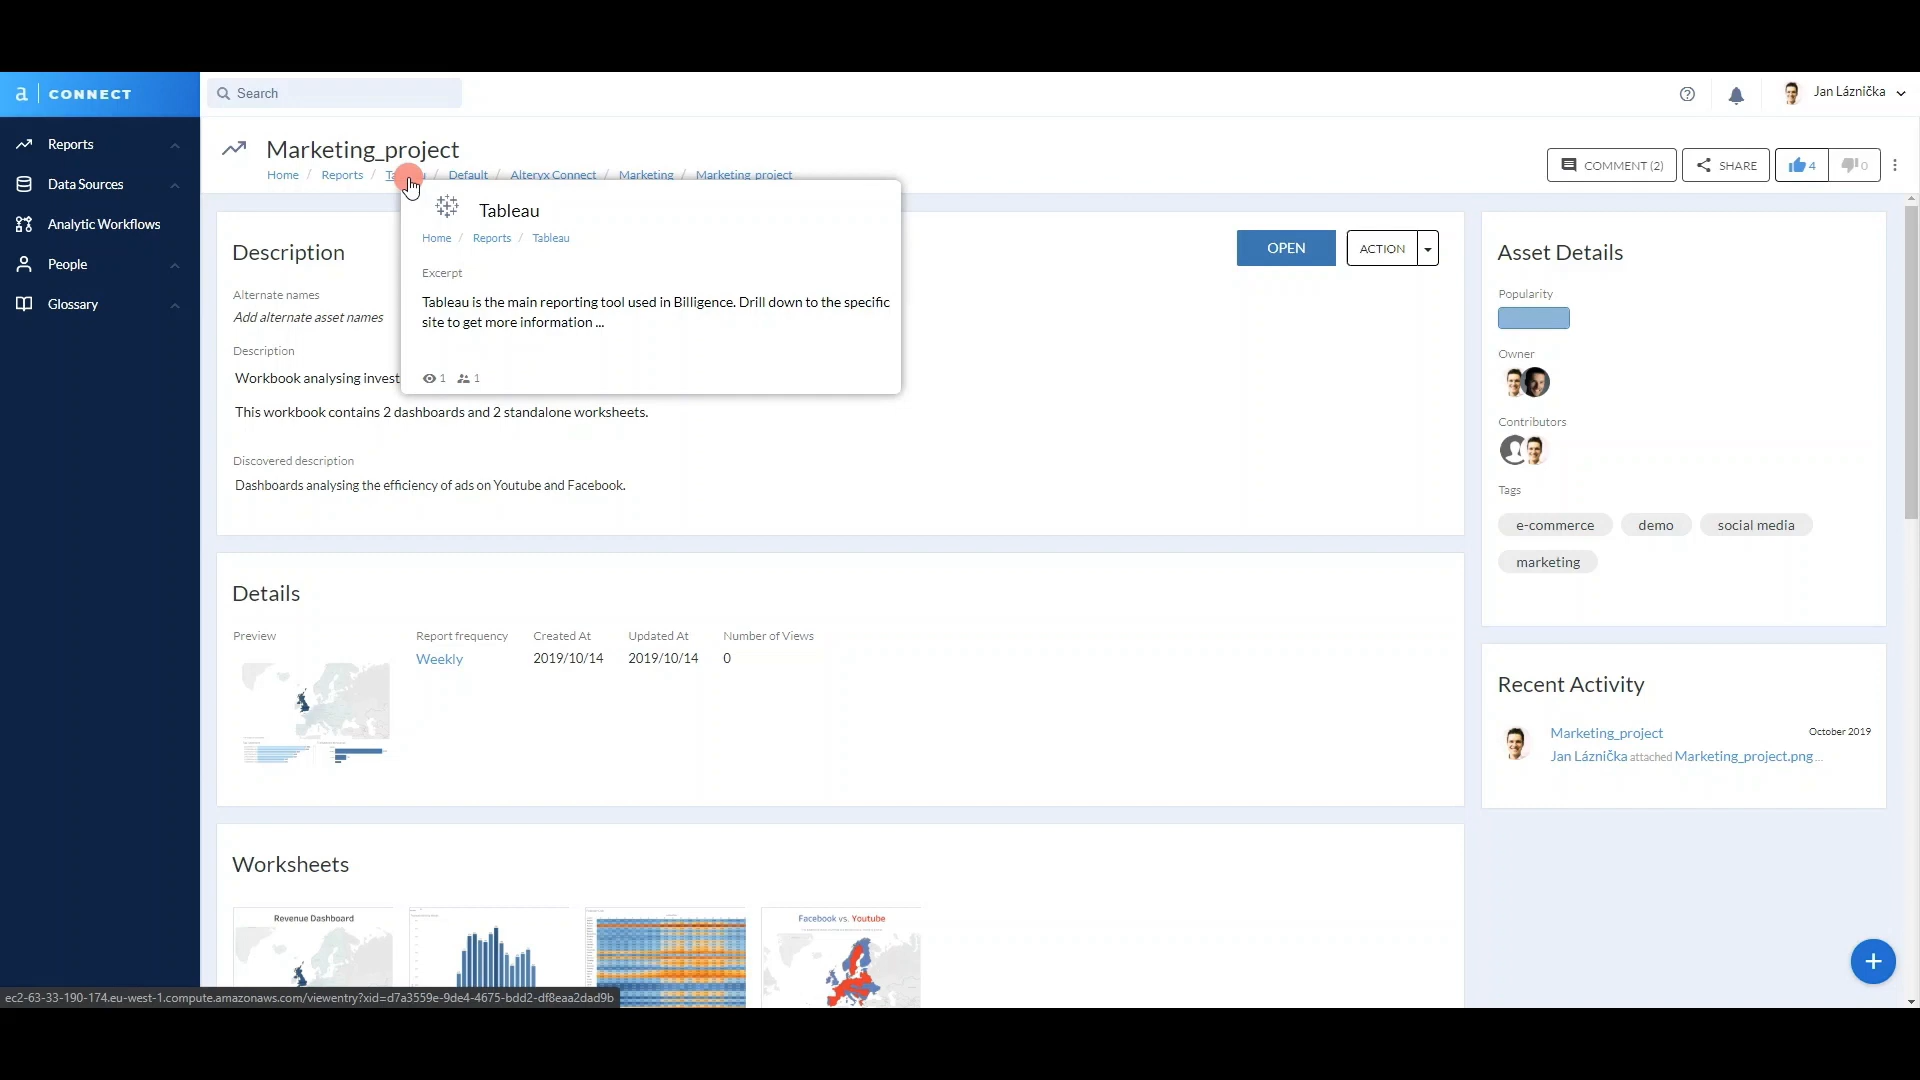 a CONNECT
Search
Jan Láznička
Reports
Data Sources
Analytic Workflows
People
Glossary
Marketing_project
Home / Reports / / Default / Alteryx Connect / Marketing / Marketing_project
COMMENT (2)
SHARE
4
0
Tableau
Home / Reports / Tableau
Excerpt
Tableau is the main reporting tool used in Billigence. Drill down to the specific
site to get more information ...
1 1
Description
OPEN
ACTION
Alternate names
Add alternate asset names
Description
Workbook analysing invest
This workbook contains 2 dashboards and 2 standalone worksheets.
Discovered description
Dashboards analysing the efficiency of ads on Youtube and Facebook.
Details
Preview
Report frequency
Weekly
Created At
2019/10/14
Updated At
2019/10/14
Number of Views
0
Worksheets
Revenue Dashboard
Facebook vs. Youtube
Asset Details
Popularity
Owner
Contributors
Tags
e-commerce
demo
social media
marketing
Recent Activity
Marketing_project
October 2019
Jan Láznička attached Marketing_project.png ...
+
ec2-63-33-190-174.eu-west-1.compute.amazonaws.com/viewentry?xid=d7a3559e-9de4-4675-bdd2-df8eaa2dad9b